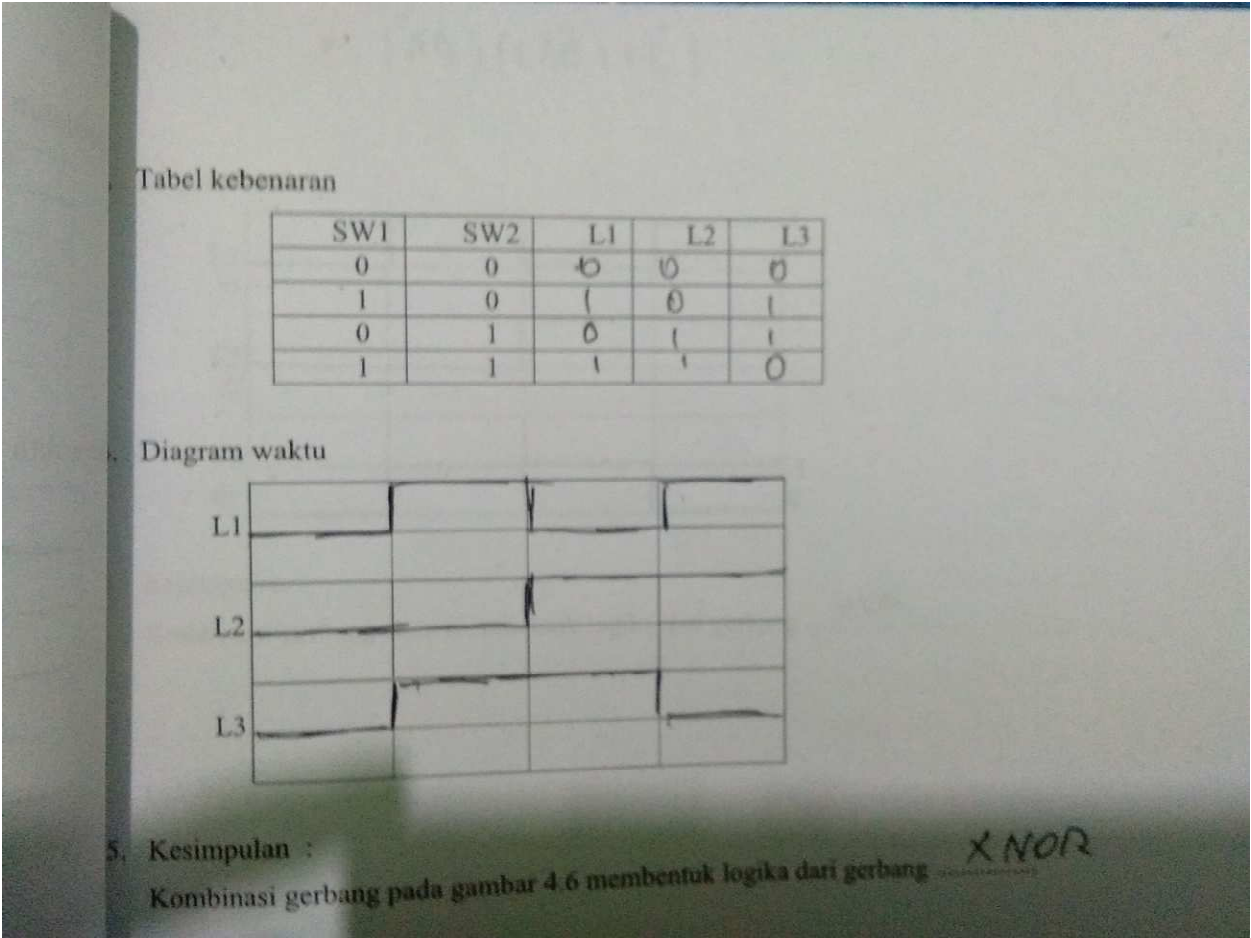 Tabel kebenaran
SW1 SW2 L1 L2 L3
0 0 0 0 0
1 0 1 0 1
0 1 0 1 1
1 1 1 1 0
Diagram waktu
L1
L2
L3
5. Kesimpulan :
Kombinasi gerbang pada gambar 4.6 membentuk logika dari gerbang XNOR